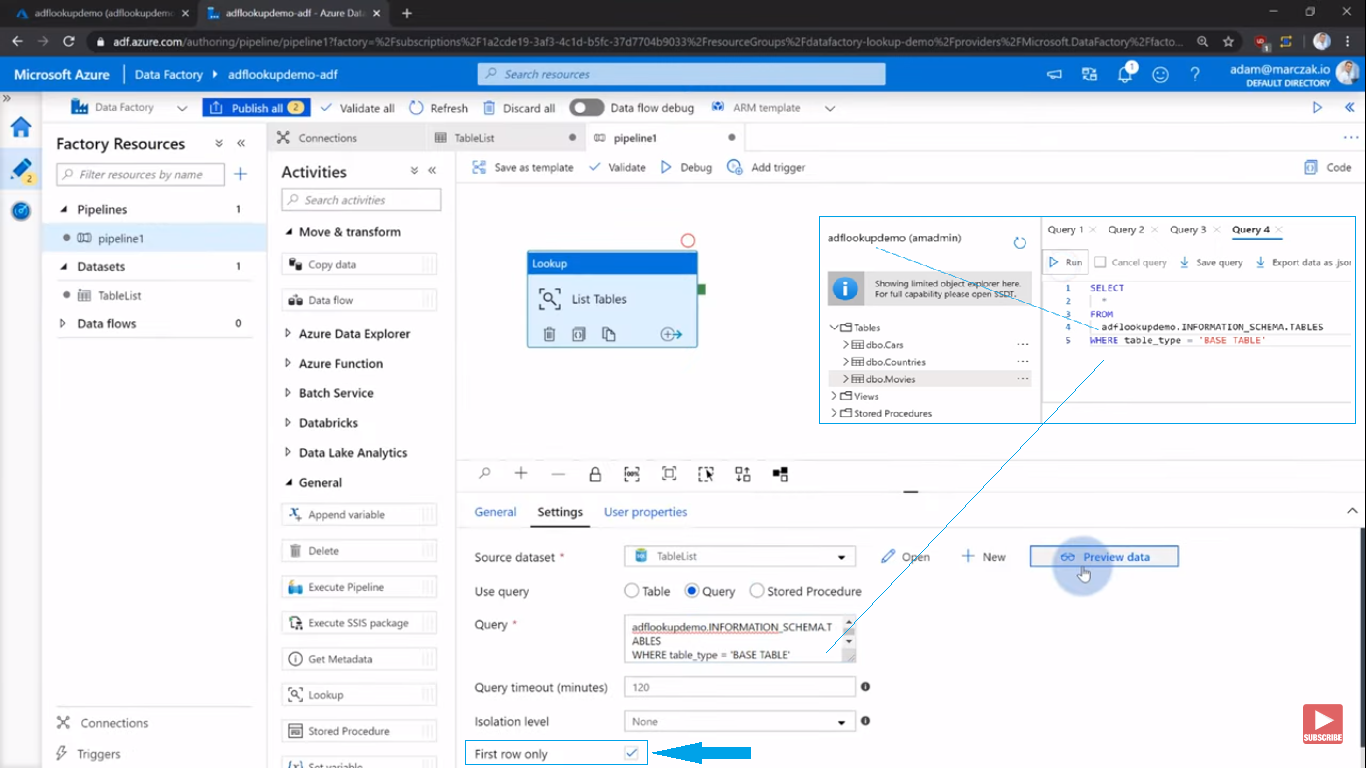 adflookupdemo (adflookupdemo
adflookupdemo-adf - Azure Data
adf.azure.com/authoring/pipeline/pipeline1?factory=%2Fsubscriptions%2F1a2cde19-3af3-4c1d-b5fc-37d7704b9033%2FresourceGroups%2Fdatafactory-lookup-demo%2Fproviders%2FMicrosoft.DataFactory%2Ffacto...
Microsoft Azure
Data Factory
adflookupdemo-adf
Search resources
1
adam@marczak.io
DEFAULT DIRECTORY
Data Factory
Publish all 2
Validate all
Refresh
Discard all
Data flow debug
ARM template
2
Factory Resources
Filter resources by name
Pipelines 1
pipeline1
Datasets 1
TableList
Data flows 0
Connections
Triggers
Connections
TableList
pipeline1
Activities
Search activities
Move & transform
Copy data
Data flow
Azure Data Explorer
Azure Function
Batch Service
Databricks
Data Lake Analytics
General
Append variable
Delete
Execute Pipeline
Execute SSIS package
Get Metadata
Lookup
Stored Procedure
Set variable
Save as template
Validate
Debug
Add trigger
Code
Lookup
List Tables
adflookupdemo (amadmin)
Showing limited object explorer here.
For full capability please open SSDT.
Tables
dbo.Cars
dbo.Countries
dbo.Movies
Views
Stored Procedures
Query 1
Query 2
Query 3
Query 4
Run
Cancel query
Save query
Export data as .json
1 SELECT
2 *
3 FROM
4 adflookupdemo.INFORMATION_SCHEMA.TABLES
5 WHERE table_type = 'BASE TABLE'
100%
General
Settings
User properties
Source dataset *
TableList
Open
New
Preview data
Use query
Table
Query
Stored Procedure
Query *
adflookupdemo.INFORMATION_SCHEMA.T
ABLES
WHERE table_type = 'BASE TABLE'
Query timeout (minutes)
120
Isolation level
None
First row only
SUBSCRIBE